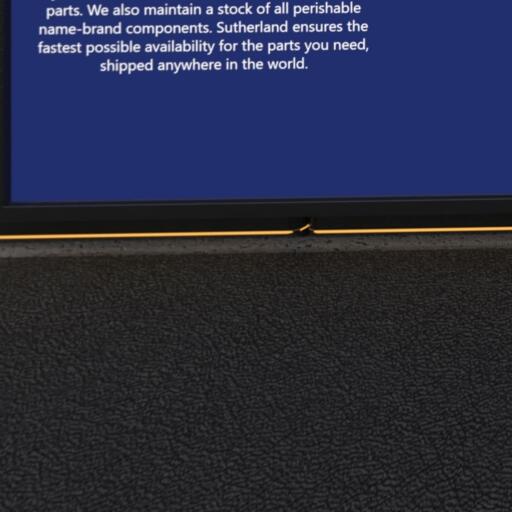 parts. We also maintain a stock of all perishable
name-brand components. Sutherland ensures the
fastest possible availability for the parts you need,
shipped anywhere in the world.